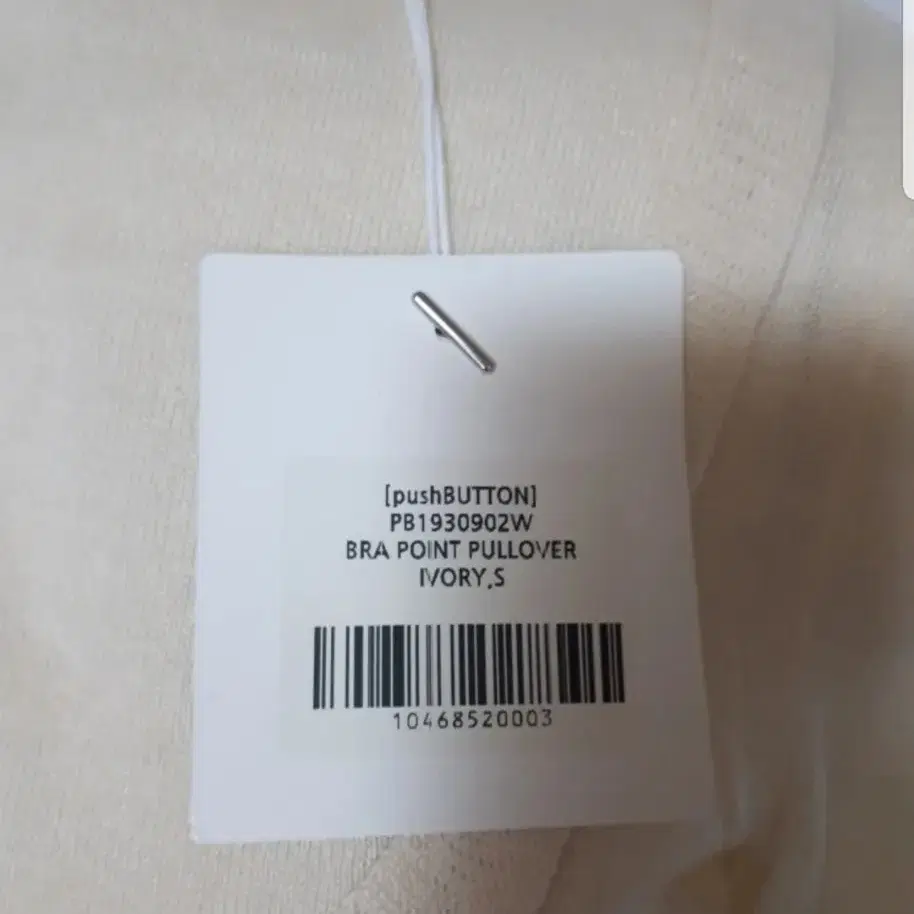 [pushBUTTON]
PB1930902W
BRA POINT PULLOVER
IVORY,S
10468520003